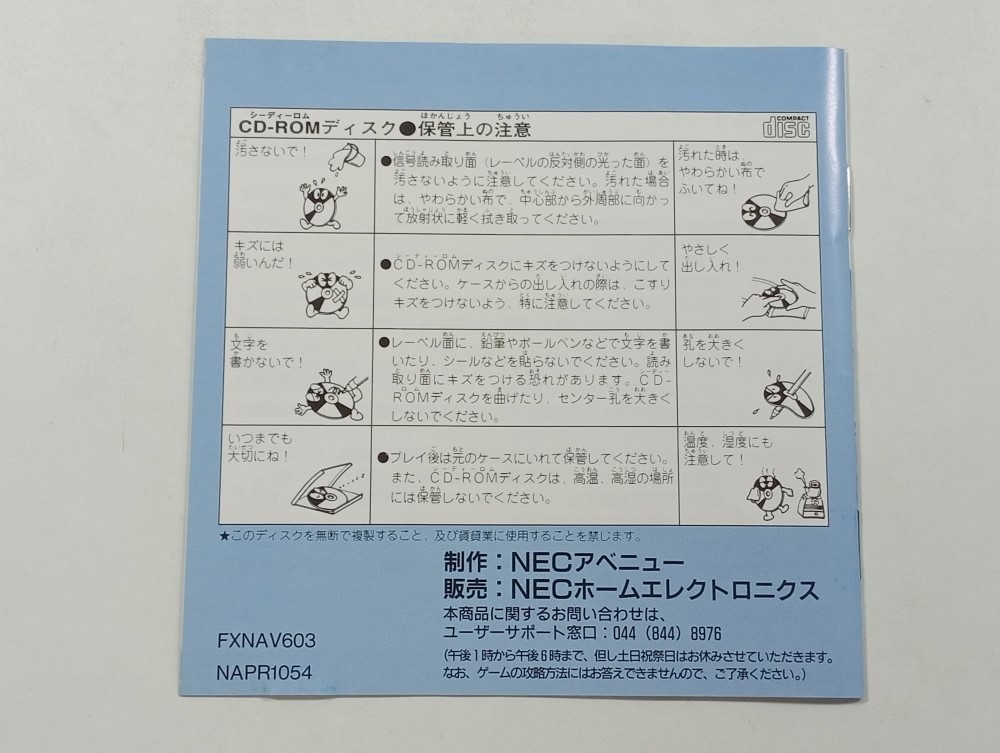 CD-ROMディスク●保管上の注意
COMPACT disc
汚さないで！
●信号読み取り面（レーベルの反対側の光った面）を
汚さないように注意してください。汚れた場合
は、やわらかい布で、中心部から外周部に向かっ
て放射状に軽く拭き取ってください。
汚れた時は、
やわらかい布で
ふいてね！
キズには
弱いんだ！
●CD-ROMディスクにキズをつけないようにして
ください。ケースからの出し入れの際は、こすり
キズをつけないよう、特に注意してください。
やさしく
出し入れ！
文字を
書かないで！
●レーベル面に、鉛筆やボールペンなどで文字を書
いたり、シールなどを貼らないでください。読み
取り面にキズをつける恐れがあります。CD-
ROMディスクを曲げたり、センター孔を大きく
しないでください。
孔を大きく
しないで！
いつまでも
大切にね！
●プレイ後は元のケースにいれて保管してください。
また、CD-ROMディスクは、高温、高湿の場所
には保管しないでください。
温度、湿度にも
注意して！
★このディスクを無断で複製すること、及び賃貸業に使用することを禁じます。
制作：NECアベニュー
販売：NECホームエレクトロニクス
本商品に関するお問い合わせは、
ユーザーサポート窓口：044（844）8976
（午後1時から午後6時まで、但し土日祝祭日はお休みさせていただきます。
なお、ゲームの攻略方法にはお答えできませんので、ご了承ください。）
FXNAV603
NAPR1054